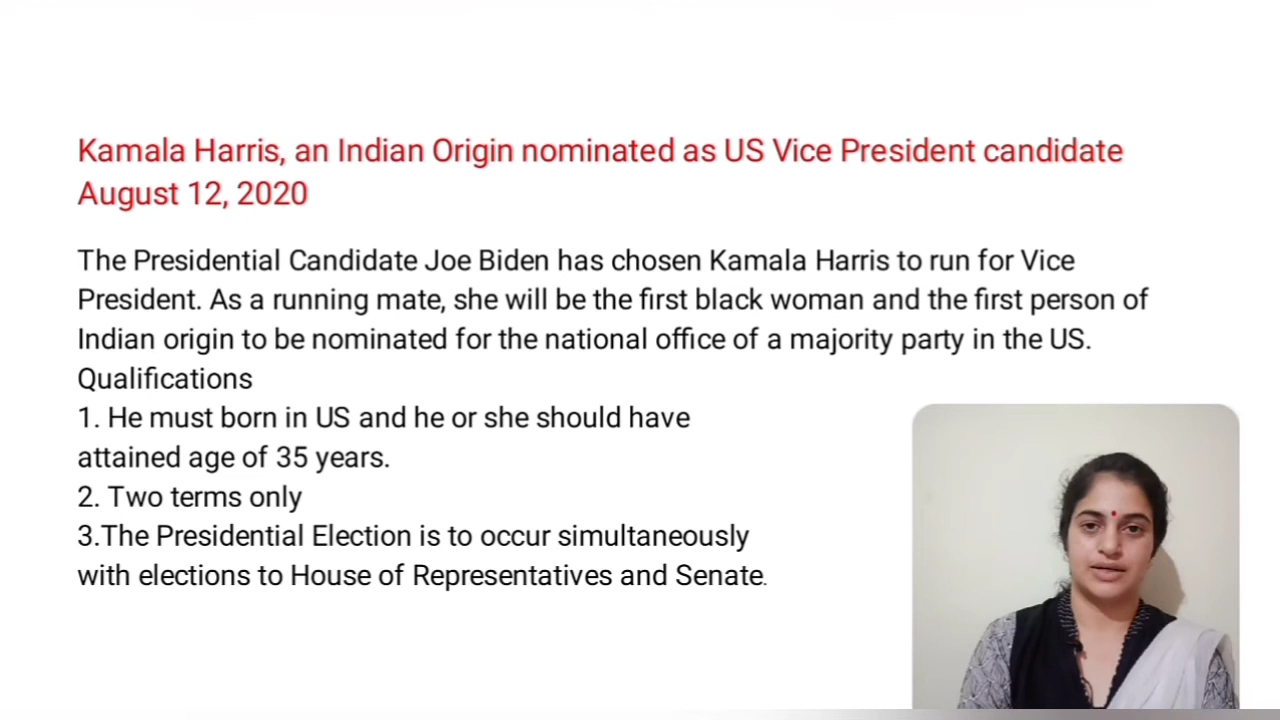 Kamala Harris, an Indian Origin nominated as US Vice President candidate
August 12, 2020
The Presidential Candidate Joe Biden has chosen Kamala Harris to run for Vice
President. As a running mate, she will be the first black woman and the first person of
Indian origin to be nominated for the national office of a majority party in the US.
Qualifications
1. He must born in US and he or she should have
attained age of 35 years.
2. Two terms only
3.The Presidential Election is to occur simultaneously
with elections to House of Representatives and Senate.